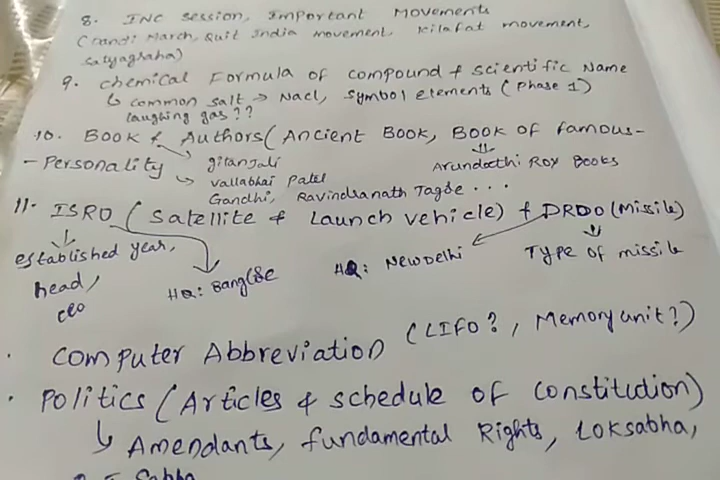 8. INC session, Important Movements
(Dandi March, Quit India movement, Kilafat movement,
satyagraha)
9. Chemical Formula of compound & scientific Name
↳ common salt → Nacl, symbol elements (Phase 1)
laughing gas??
10. BOOK & Authors (Ancient Book, Book of famous-
- Personality → gitanjali
Arundathi Roy Books
vallabhai Patel
Gandhi, Ravindranath Tagoe . . .
11. ISRO (satellite & Launch vehicle) & DRDO (Missile)
established year,
head,
ceo
HQ: Banglore
HQ: New Delhi
Type of missile
. Computer Abbreviation (LIFO?, Memory unit?)
. Politics (Articles & schedule of constitution)
↳ Amendants, fundamental Rights, Loksabha,
Sabha